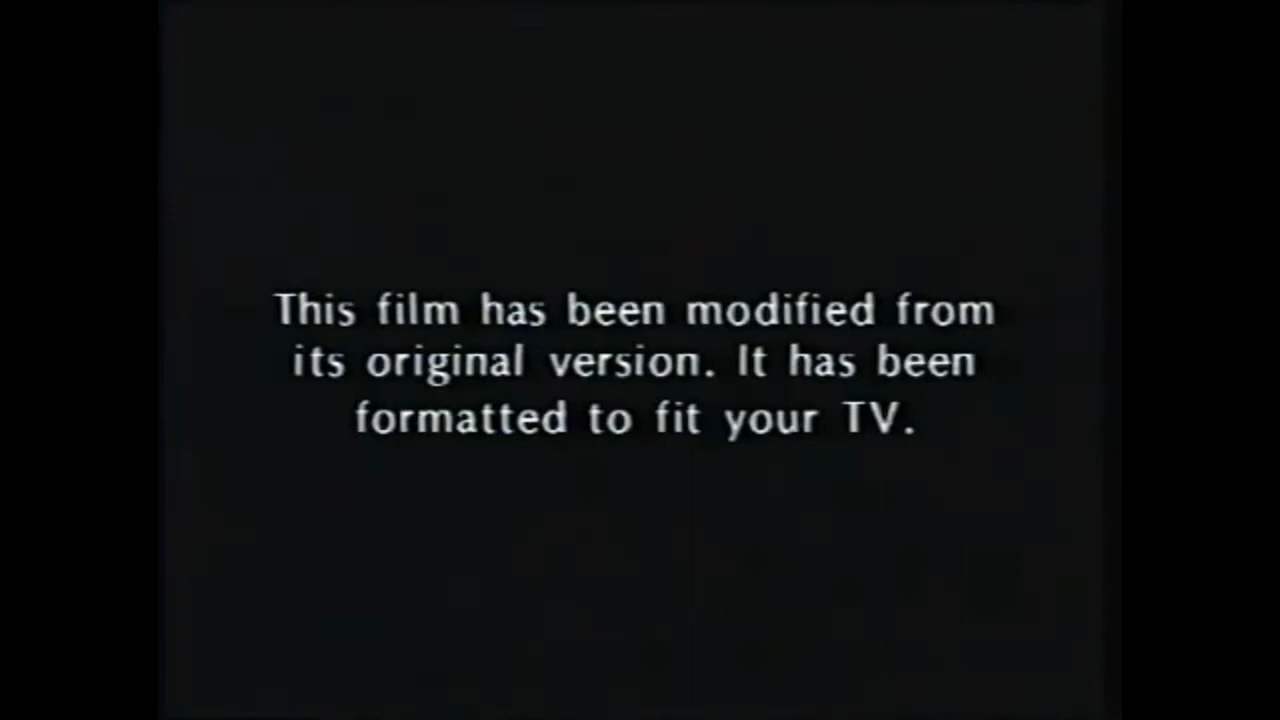 This film has been modified from
its original version. It has been
formatted to fit your TV.